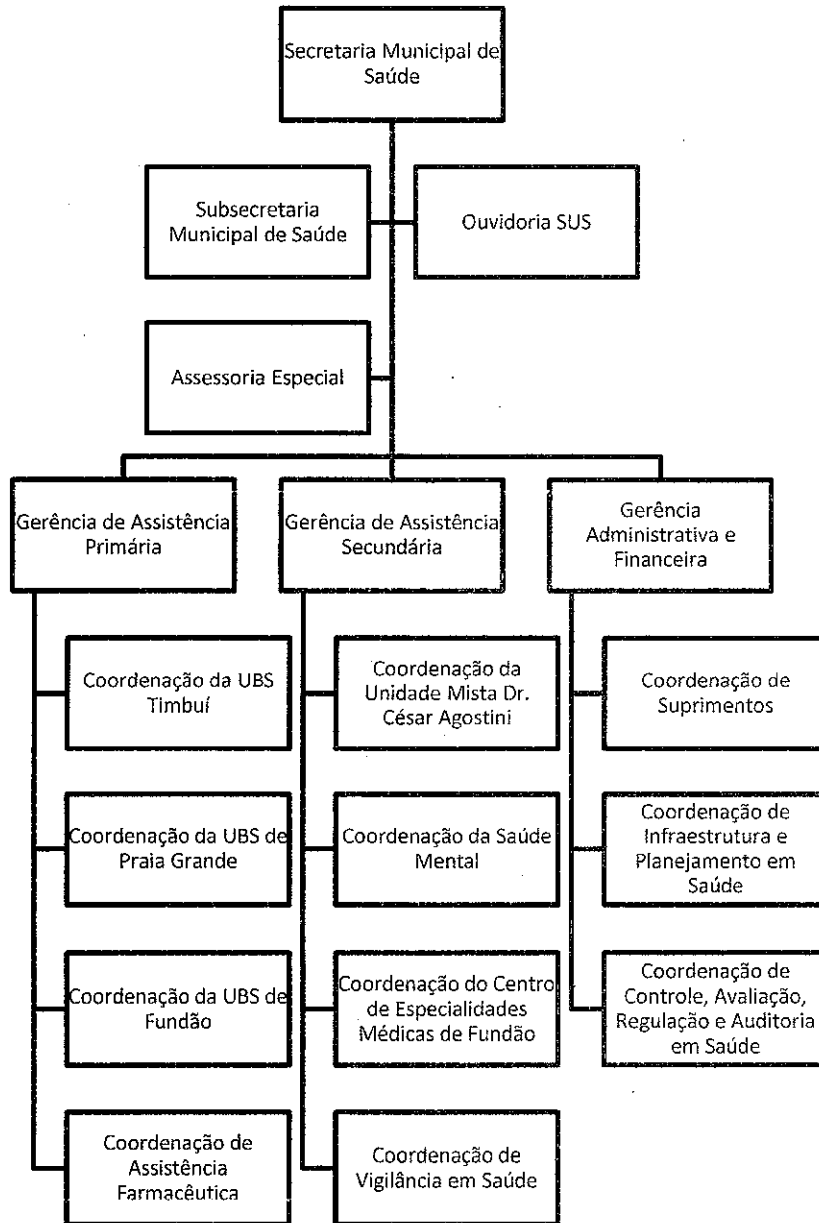 Secretaria Municipal de
Saúde
Subsecretaria
Municipal de Saúde
Ouvidoria SUS
Assessoria Especial
Gerência de Assistência
Primária
Gerência de Assistência
Secundária
Gerência
Administrativa e
Financeira
Coordenação da UBS
Timbuí
Coordenação da UBS de
Praia Grande
Coordenação da UBS de
Fundão
Coordenação de
Assistência
Farmacêutica
Coordenação da
Unidade Mista Dr.
César Agostini
Coordenação da Saúde
Mental
Coordenação do Centro
de Especialidades
Médicas de Fundão
Coordenação de
Vigilância em Saúde
Coordenação de
Suprimentos
Coordenação de
Infraestrutura e
Planejamento em
Saúde
Coordenação de
Controle, Avaliação,
Regulação e Auditoria
em Saúde